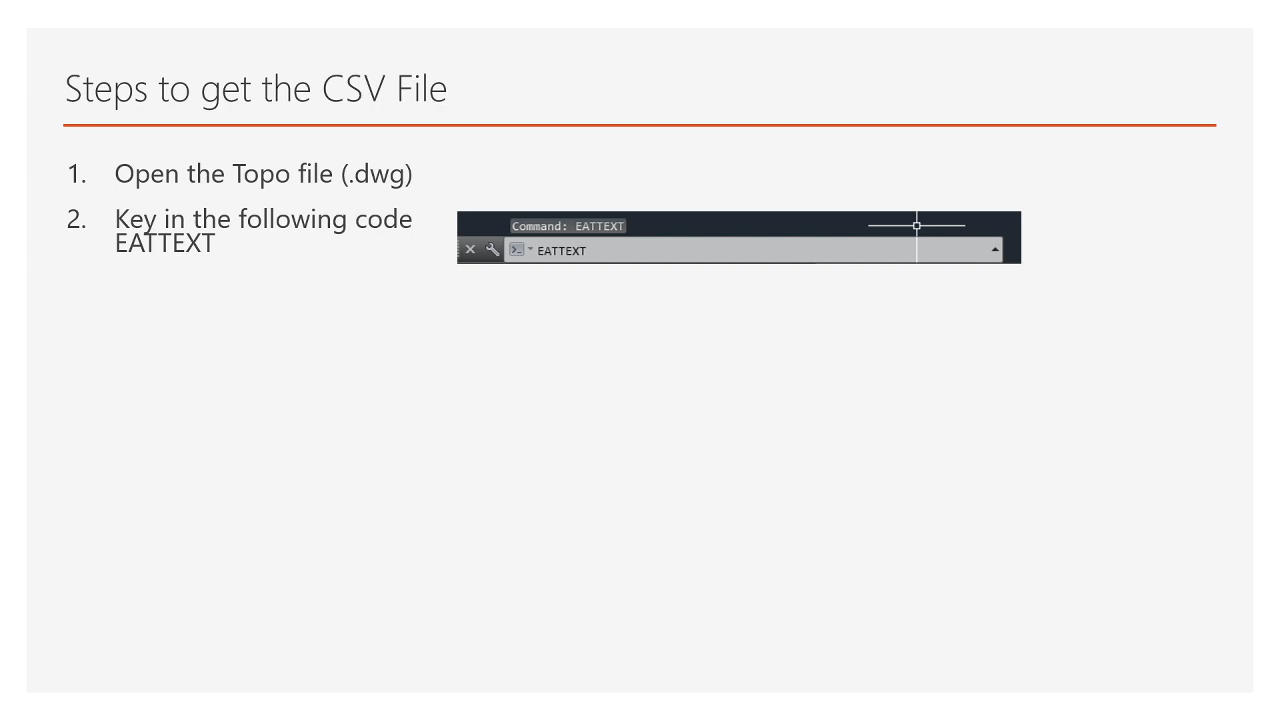 Steps to get the CSV File
1. Open the Topo file (.dwg)
2. Key in the following code
EATTEXT
Command: EATTEXT
EATTEXT